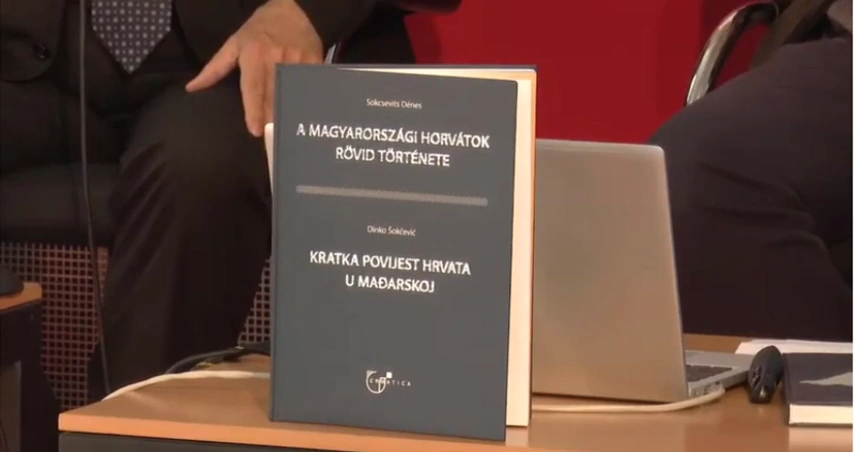 Sokcsevits Dénes
A MAGYARORSZÁGI HORVÁTOK
RÖVID TÖRTÉNETE
Dinko Šokčević
KRATKA POVIJEST HRVATA
U MAĐARSKOJ
CROATICA